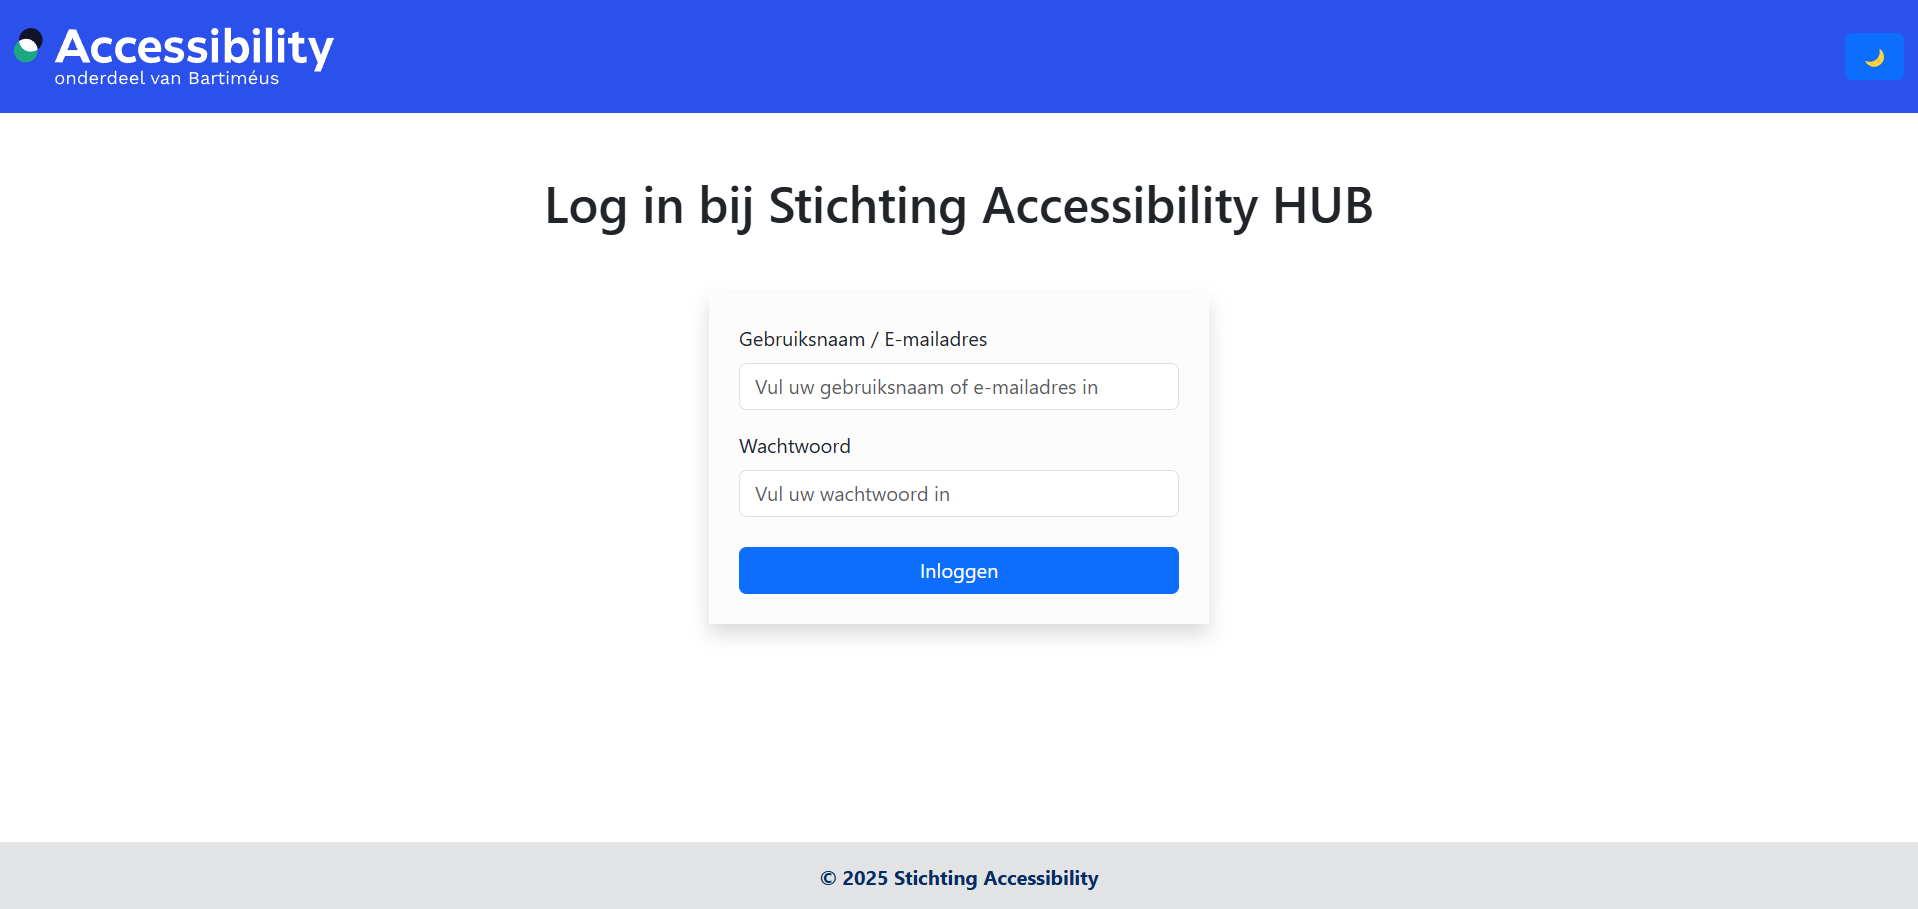 Accessibility
onderdeel van Bartiméus
Log in bij Stichting Accessibility HUB
Gebruiksnaam / E-mailadres
Vul uw gebruiksnaam of e-mailadres in
Wachtwoord
Vul uw wachtwoord in
Inloggen
© 2025 Stichting Accessibility